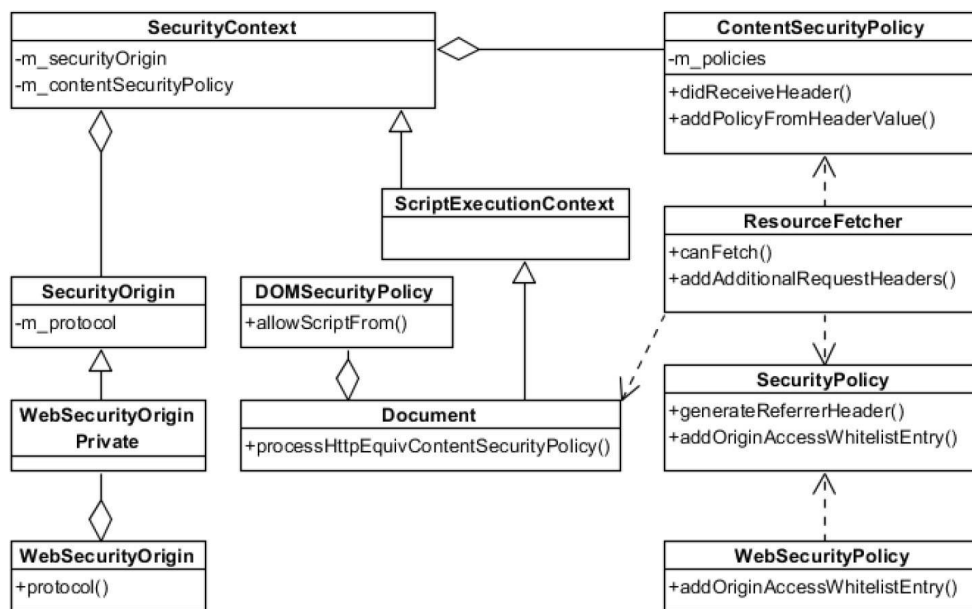 SecurityContext
-m_securityOrigin
-m_contentSecurityPolicy
ContentSecurityPolicy
-m_policies
+didReceiveHeader()
+addPolicyFromHeaderValue()
ScriptExecutionContext
ResourceFetcher
+canFetch()
+addAdditionalRequestHeaders()
SecurityOrigin
-m_protocol
DOMSecurityPolicy
+allowScriptFrom()
SecurityPolicy
+generateReferrerHeader()
+addOriginAccessWhitelistEntry()
WebSecurityOrigin
Private
Document
+processHttpEquivContentSecurityPolicy()
WebSecurityOrigin
+protocol()
WebSecurityPolicy
+addOriginAccessWhitelistEntry()